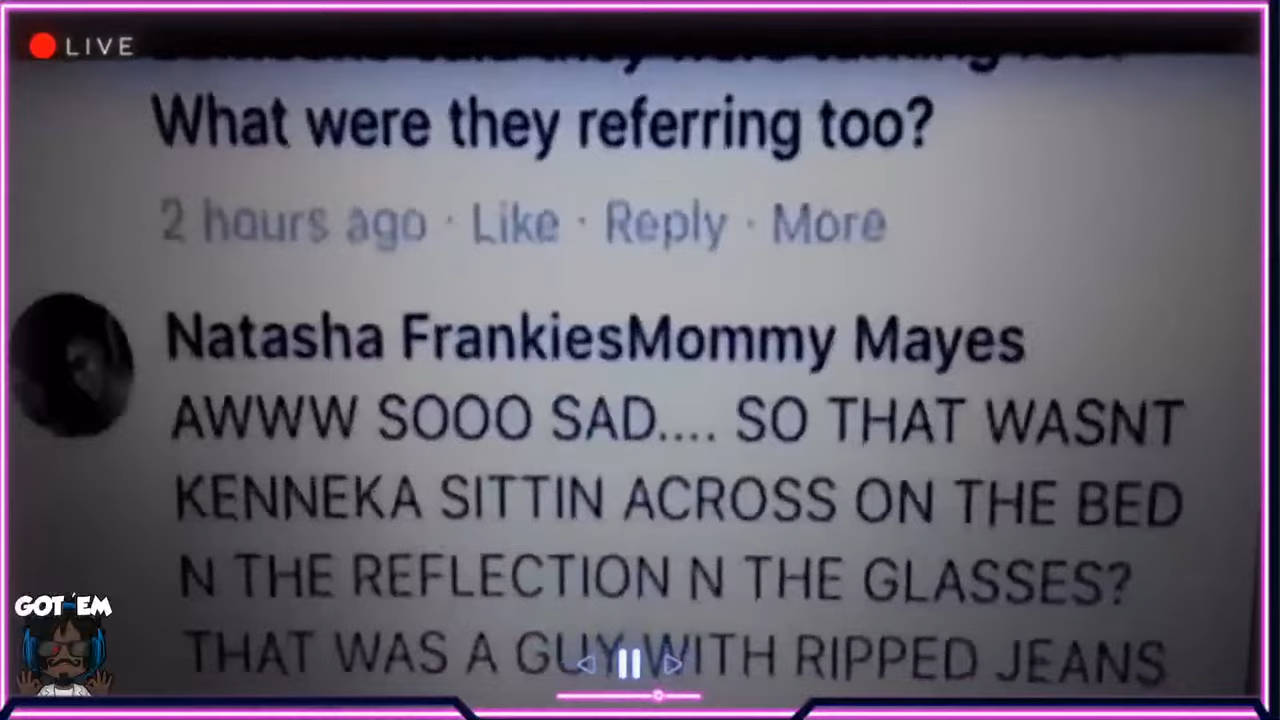 LIVE
What were they referring too?
2 hours ago · Like · Reply · More
Natasha FrankiesMommy Mayes
AWWW SOOO SAD.... SO THAT WASNT
KENNEKA SITTIN ACROSS ON THE BED
N THE REFLECTION N THE GLASSES?
THAT WAS A GUY WITH RIPPED JEANS
GOT 'EM